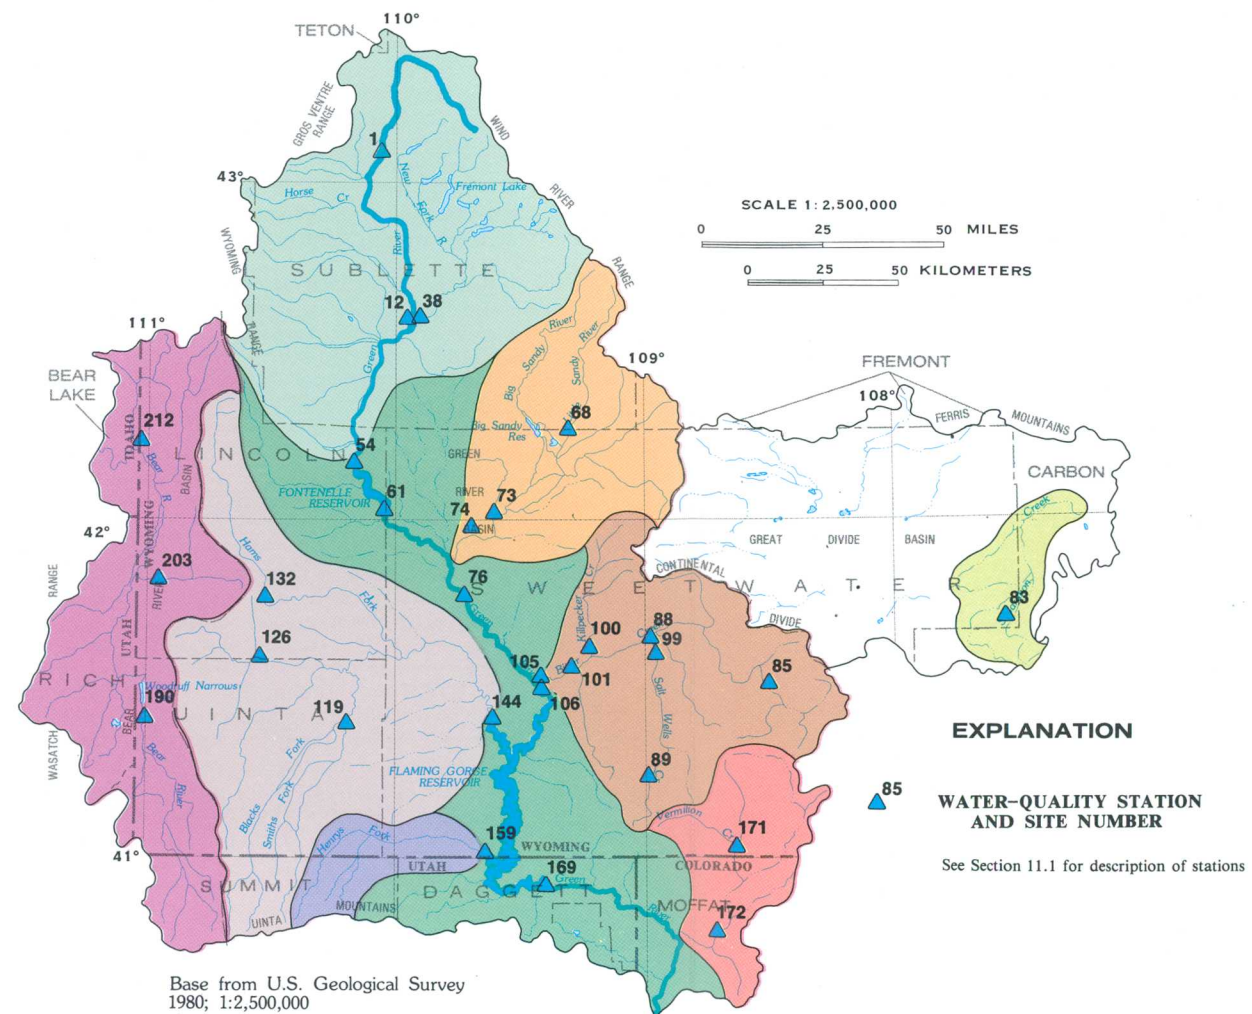 110°
TETON
GROS VENTRE
RANGE
WIND
1
43°
Horse
Cr
New
Fork
R
Fremont Lake
RIVER
WYOMING
River
SUBLETTE
RANGE
12
38
RANGE
Green
SCALE 1:2,500,000
0 25 50 MILES
0 25 50 KILOMETERS
111°
BEAR
LAKE
109°
FREMONT
108°
FERRIS
MOUNTAINS
CARBON
River
Sandy
Big
River
Sandy
68
Big Sandy
Res
212
IDAHO
Bear
R
BASIN
LINCOLN
54
GREEN
FONTENELLE
RESERVOIR
61
RIVER
74
73
BASIN
42°
WYOMING
RANGE
GREAT
DIVIDE
BASIN
Creek
CONTINENTAL
DIVIDE
203
RIVER
Hams
Fork
132
76
SWEETWATER
83
UTAH
126
Green
Killpecker
Cr
100
88
99
105
101
106
85
RICH
Woodruff Narrows
190
BEAR
UINTA
119
144
Salt
Wells
89
WASATCH
Bear
River
Fork
Fork
Blacks
Smiths
FLAMING GORGE
RESERVOIR
Henrys
Fork
159
WYOMING
UTAH
Vermilion
Cr
171
COLORADO
41°
SUMMIT
DAGGETT
169
Green
River
MOFFAT
172
UINTA
MOUNTAINS
EXPLANATION
85
WATER-QUALITY STATION
AND SITE NUMBER
See Section 11.1 for description of stations
Base from U.S. Geological Survey
1980; 1:2,500,000